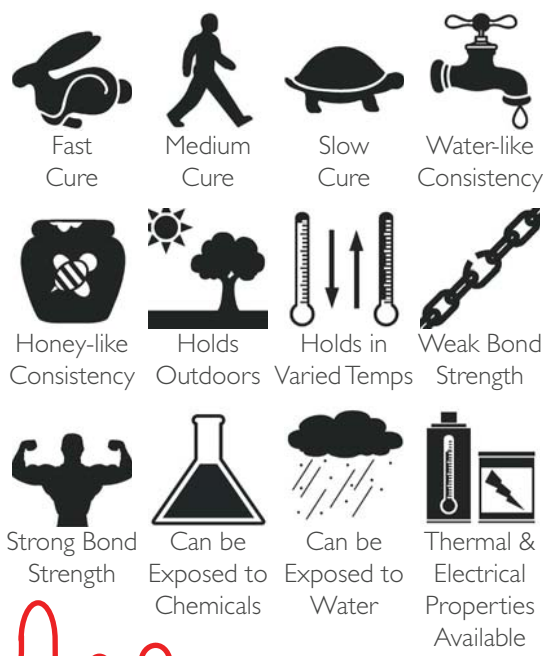 Fast Medium Slow Water-like
Cure Cure Cure Consistency
Honey-like Holds Holds in Weak Bond
Consistency Outdoors Varied Temps Strength
Strong Bond Can be Can be Thermal &
Strength Exposed to Exposed to Electrical
Chemicals Water Properties
Available